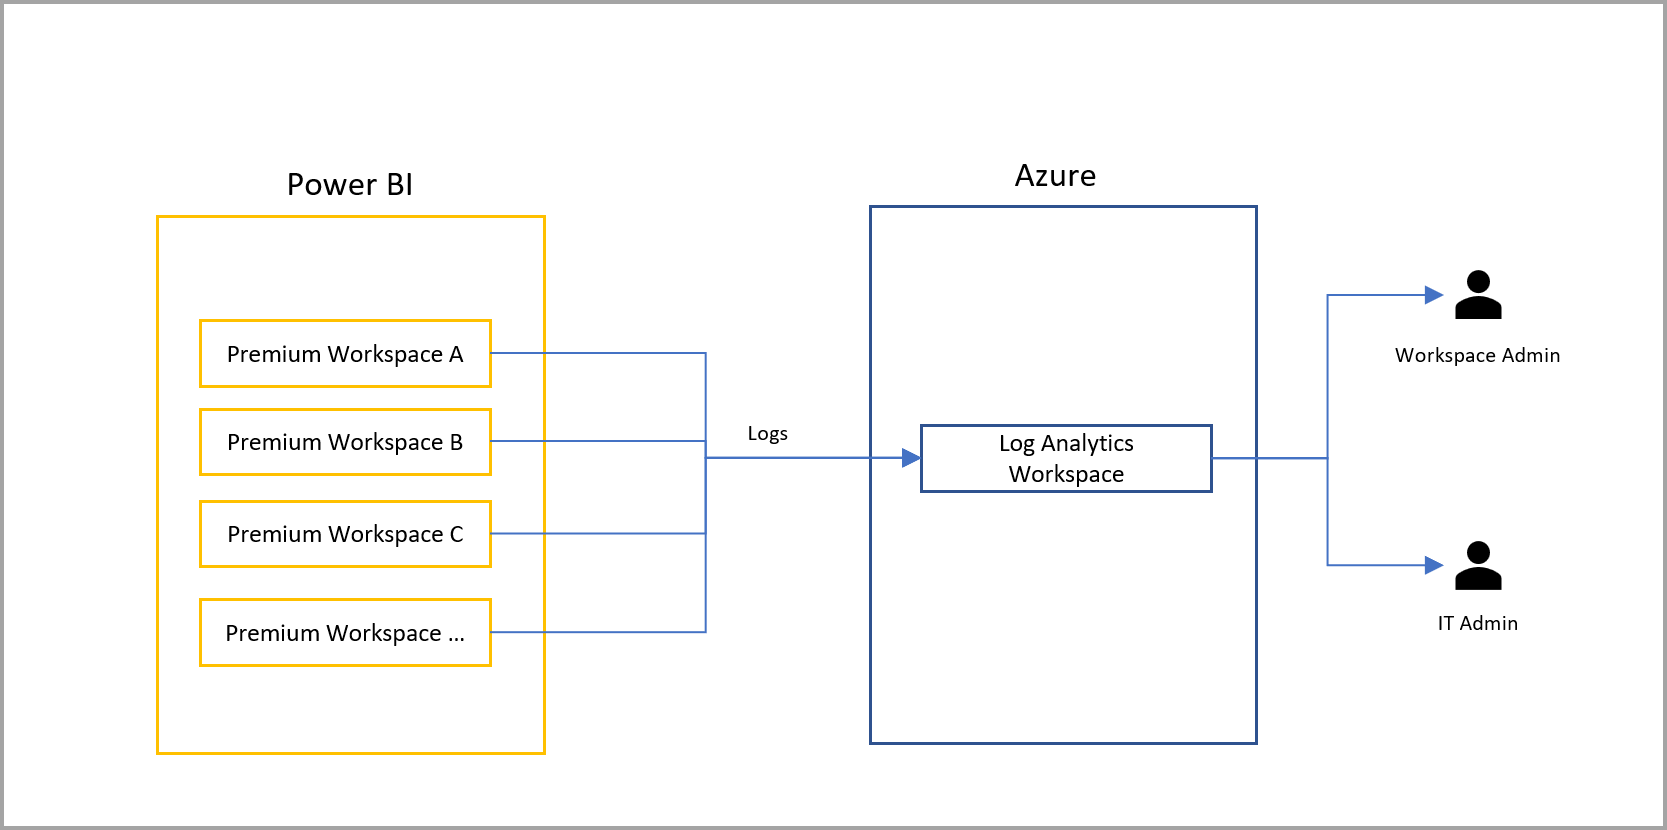 Power BI
Premium Workspace A
Premium Workspace B
Premium Workspace C
Premium Workspace ...
Logs
Azure
Log Analytics
Workspace
Workspace Admin
IT Admin